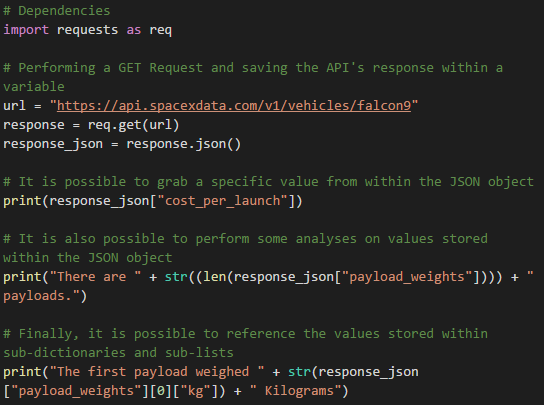 # Dependencies
import requests as req
# Performing a GET Request and saving the API's response within a
variable
url = "https://api.spacexdata.com/v1/vehicles/falcon9"
response = req.get(url)
response_json = response.json()
# It is possible to grab a specific value from within the JSON object
print(response_json["cost_per_launch"])
# It is also possible to perform some analyses on values stored
within the JSON object
print("There are " + str((len(response_json["payload_weights"]))) + "
payloads.")
# Finally, it is possible to reference the values stored within
sub-dictionaries and sub-lists
print("The first payload weighed " + str(response_json
["payload_weights"][0]["kg"]) + " Kilograms")